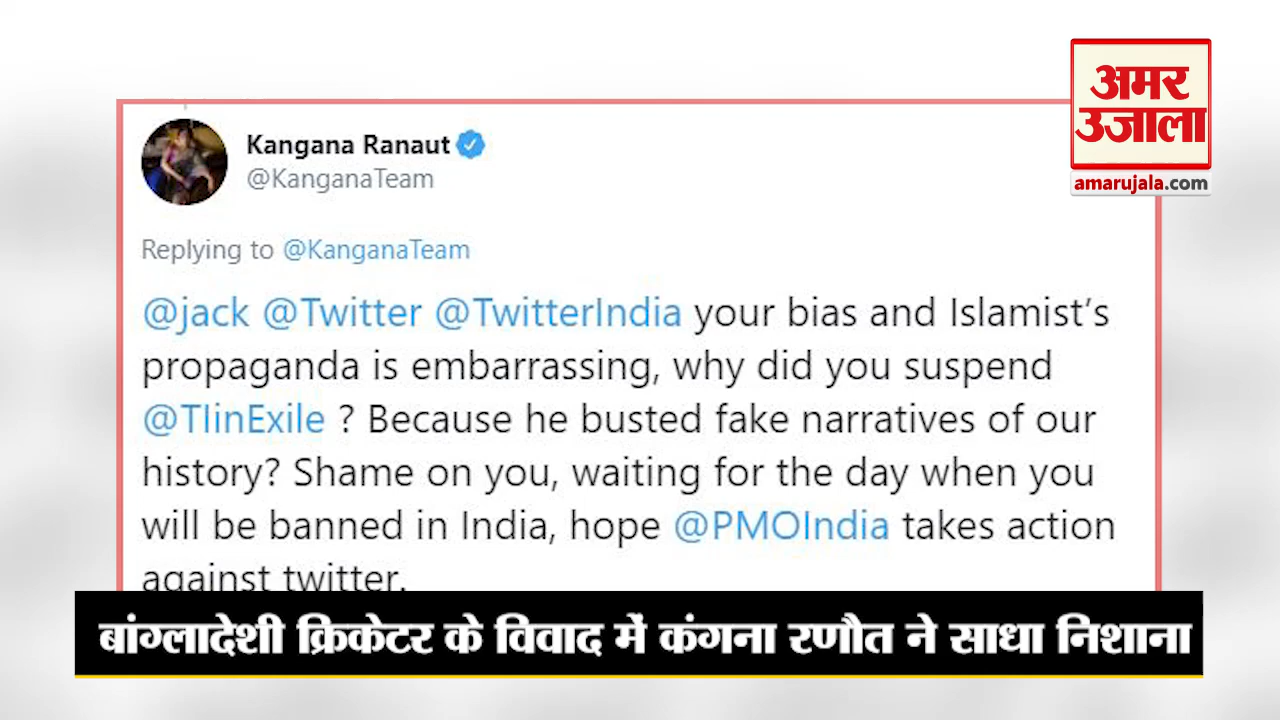 अमर
उजाला
amarujala.com
Kangana Ranaut
@KanganaTeam
Replying to @KanganaTeam
@jack @Twitter @TwitterIndia your bias and Islamist’s
propaganda is embarrassing, why did you suspend
@TIinExile ? Because he busted fake narratives of our
history? Shame on you, waiting for the day when you
will be banned in India, hope @PMOIndia takes action
against twitter.
बांग्लादेशी क्रिकेटर के विवाद में कंगना रणौत ने साधा निशाना